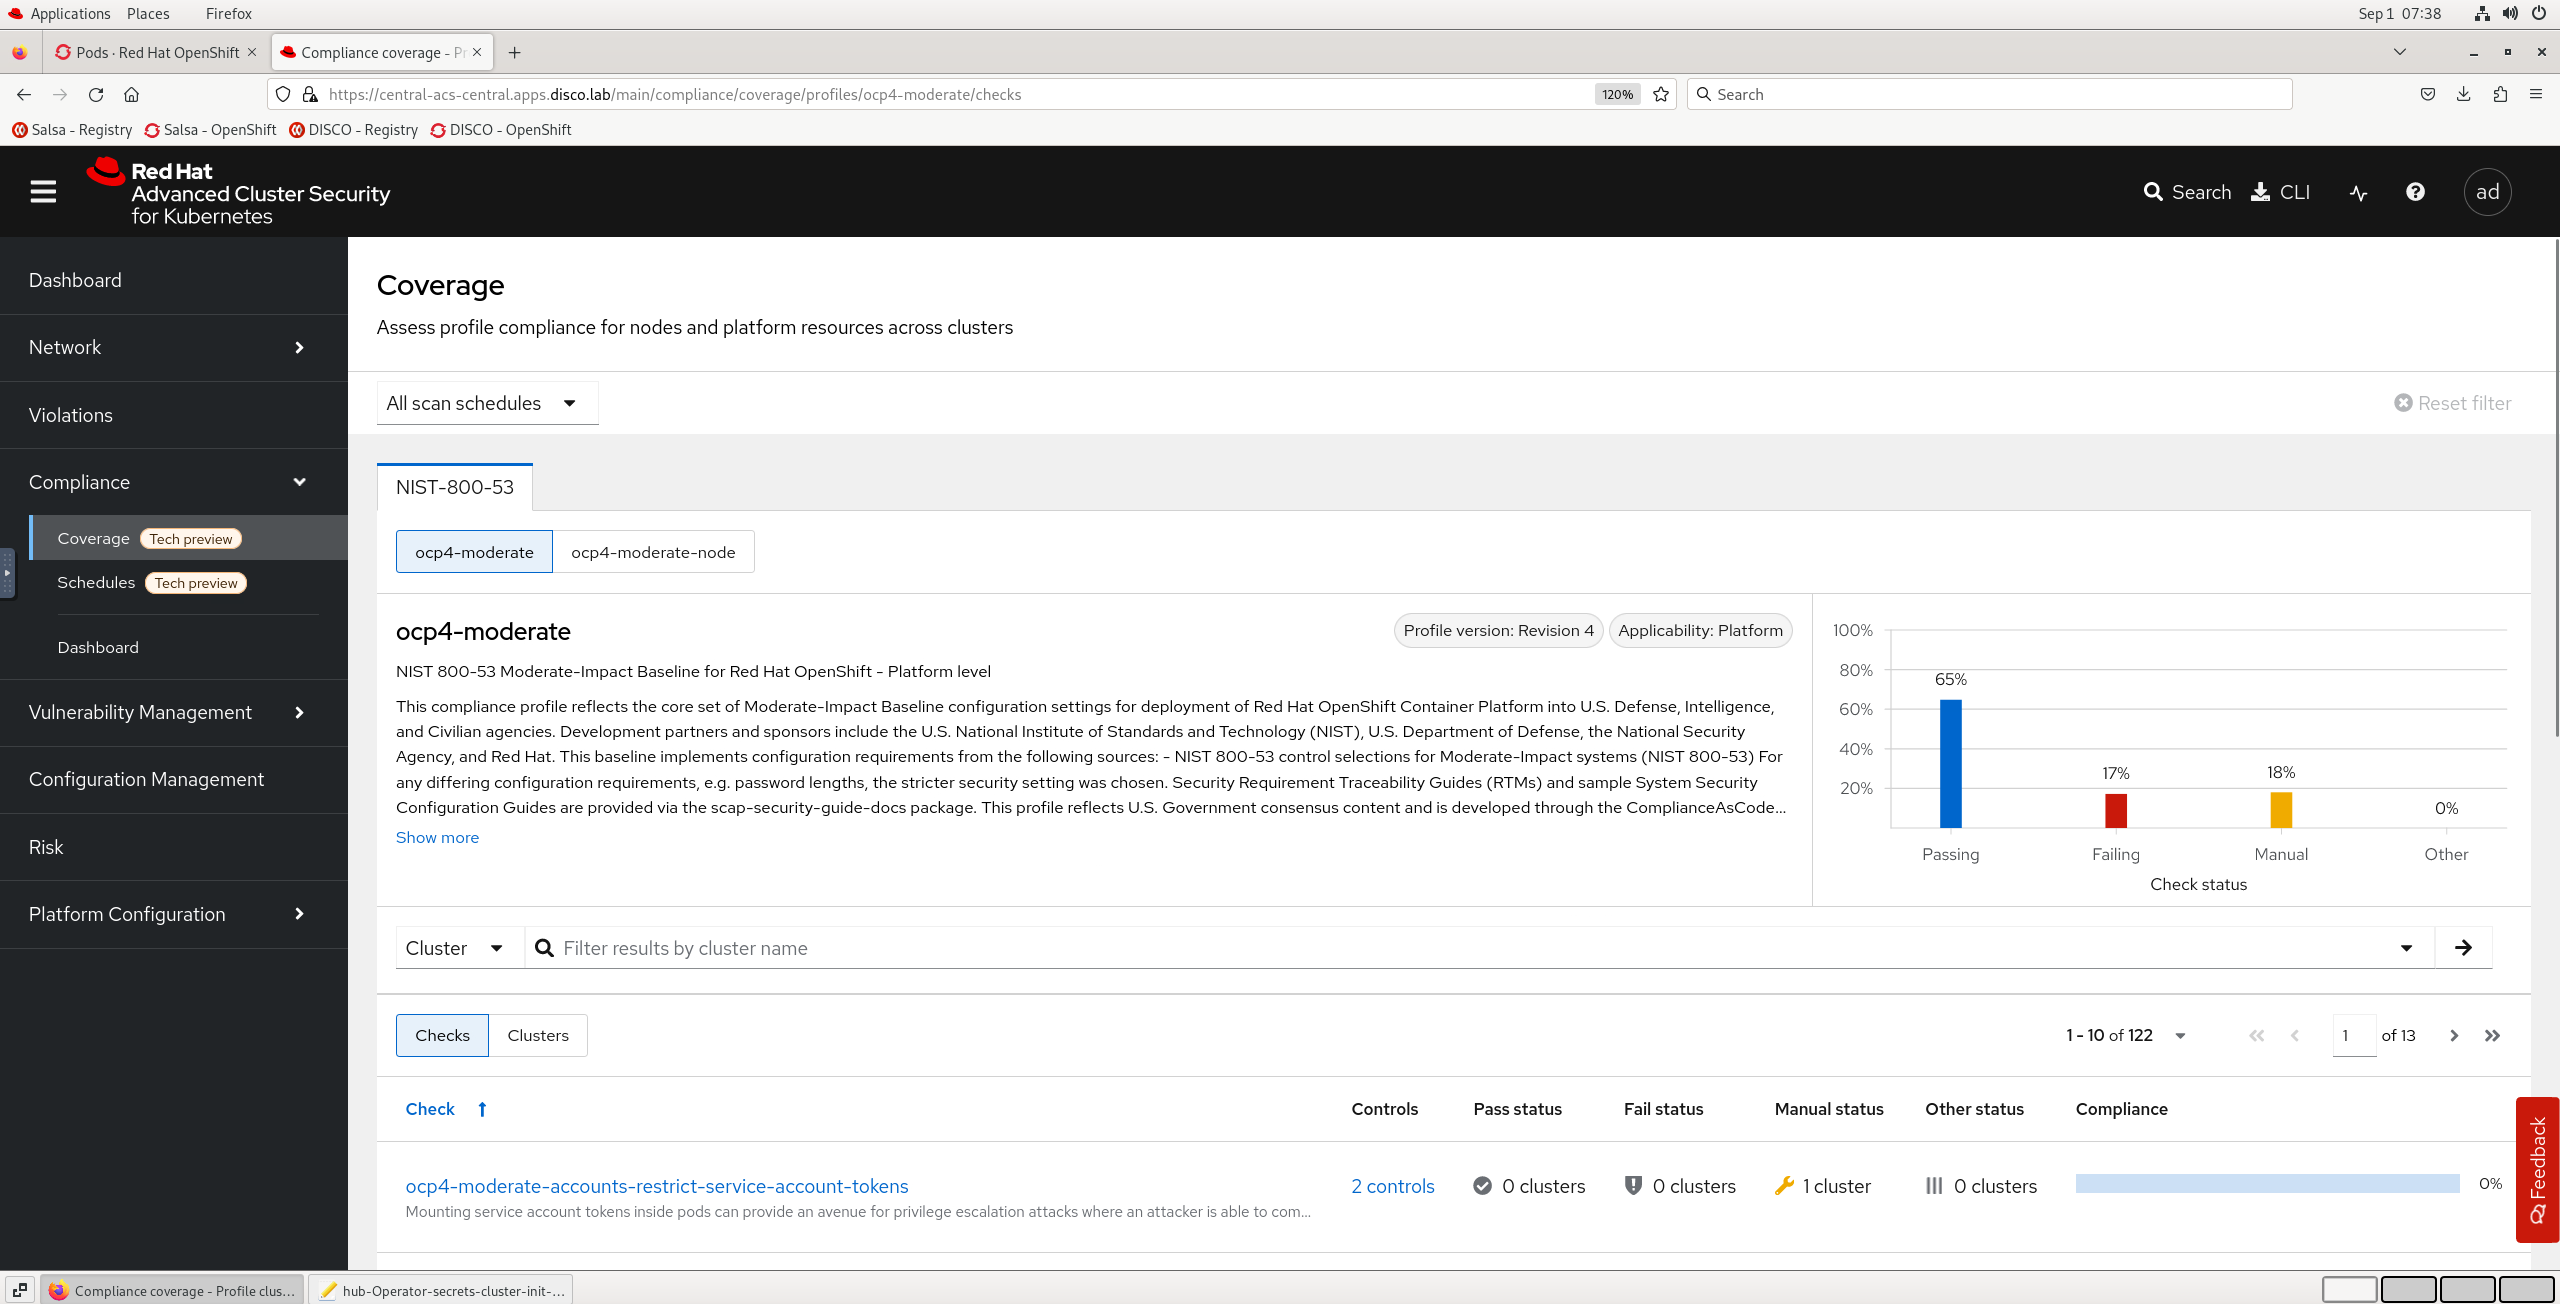 Applications Places Firefox Sep 1 07:38
Pods · Red Hat OpenShift Compliance coverage - Pr
https://central-acs-central.apps.disco.lab/main/compliance/coverage/profiles/ocp4-moderate/checks 120% Search
Salsa - Registry Salsa - OpenShift DISCO - Registry DISCO - OpenShift
Red Hat
Advanced Cluster Security
for Kubernetes
Search CLI ad
Dashboard
Network
Violations
Compliance
Coverage Tech preview
Schedules Tech preview
Dashboard
Vulnerability Management
Configuration Management
Risk
Platform Configuration
Coverage
Assess profile compliance for nodes and platform resources across clusters
All scan schedules Reset filter
NIST-800-53
ocp4-moderate ocp4-moderate-node
ocp4-moderate Profile version: Revision 4 Applicability: Platform
NIST 800-53 Moderate-Impact Baseline for Red Hat OpenShift - Platform level
This compliance profile reflects the core set of Moderate-Impact Baseline configuration settings for deployment of Red Hat OpenShift Container Platform into U.S. Defense, Intelligence,
and Civilian agencies. Development partners and sponsors include the U.S. National Institute of Standards and Technology (NIST), U.S. Department of Defense, the National Security
Agency, and Red Hat. This baseline implements configuration requirements from the following sources: - NIST 800-53 control selections for Moderate-Impact systems (NIST 800-53) For
any differing configuration requirements, e.g. password lengths, the stricter security setting was chosen. Security Requirement Traceability Guides (RTMs) and sample System Security
Configuration Guides are provided via the scap-security-guide-docs package. This profile reflects U.S. Government consensus content and is developed through the ComplianceAsCode...
Show more
100%
80%
60%
40%
20%
65%
17%
18%
0%
Passing Failing Manual Other
Check status
Cluster Filter results by cluster name
Checks Clusters 1 - 10 of 122 1 of 13
Check Controls Pass status Fail status Manual status Other status Compliance
ocp4-moderate-accounts-restrict-service-account-tokens 2 controls 0 clusters 0 clusters 1 cluster 0 clusters 0%
Mounting service account tokens inside pods can provide an avenue for privilege escalation attacks where an attacker is able to com...
Feedback
Compliance coverage - Profile clus... hub-Operator-secrets-cluster-init-...